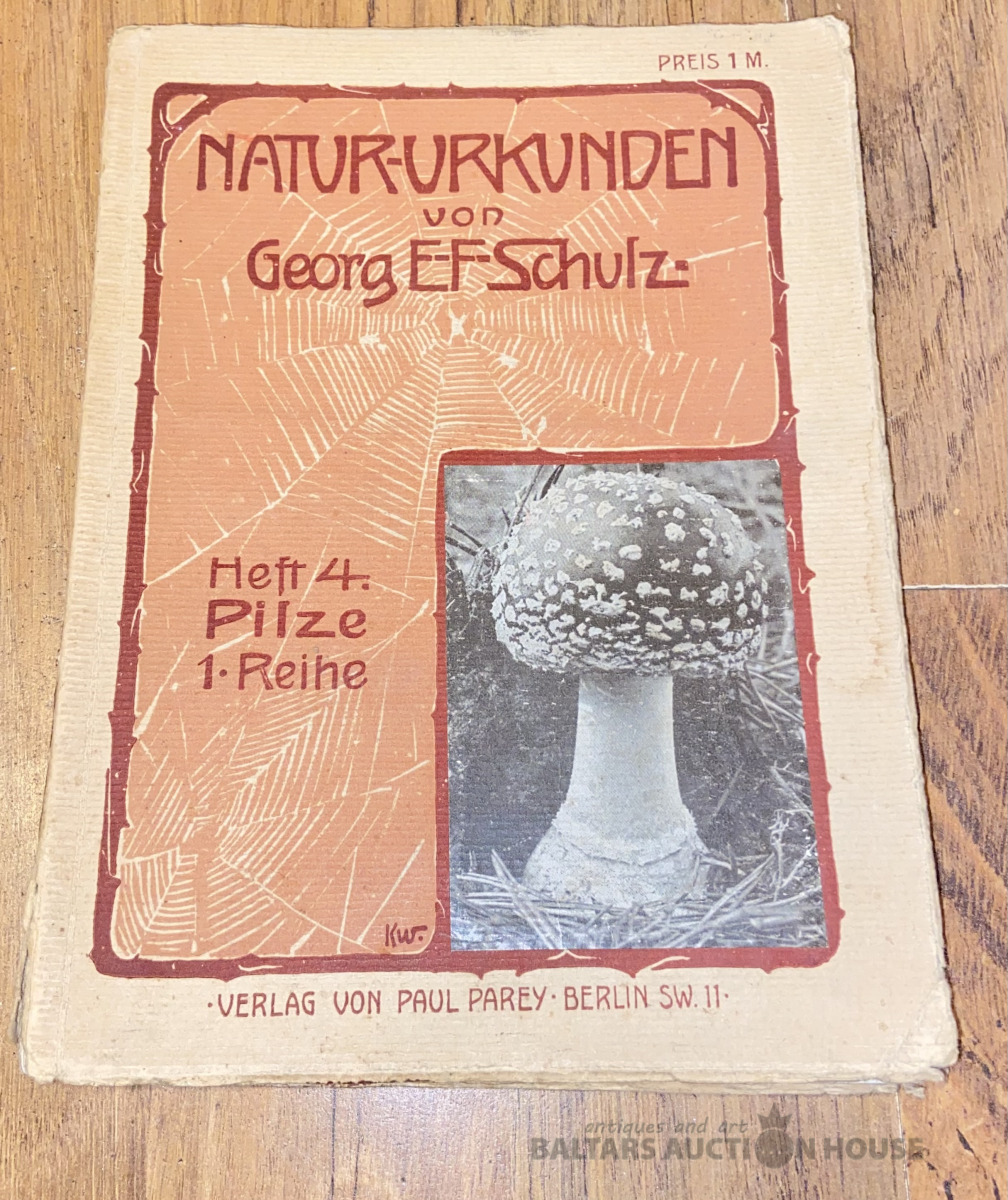 PREIS 1 M.
NATUR-URKUNDEN
von
Georg E-F-Schulz-
Heft 4.
Pilze
1. Reihe
Kw.
·VERLAG VON PAUL PAREY·BERLIN SW. 11·
antiques and art
BALTARS AUCTION HOUSE